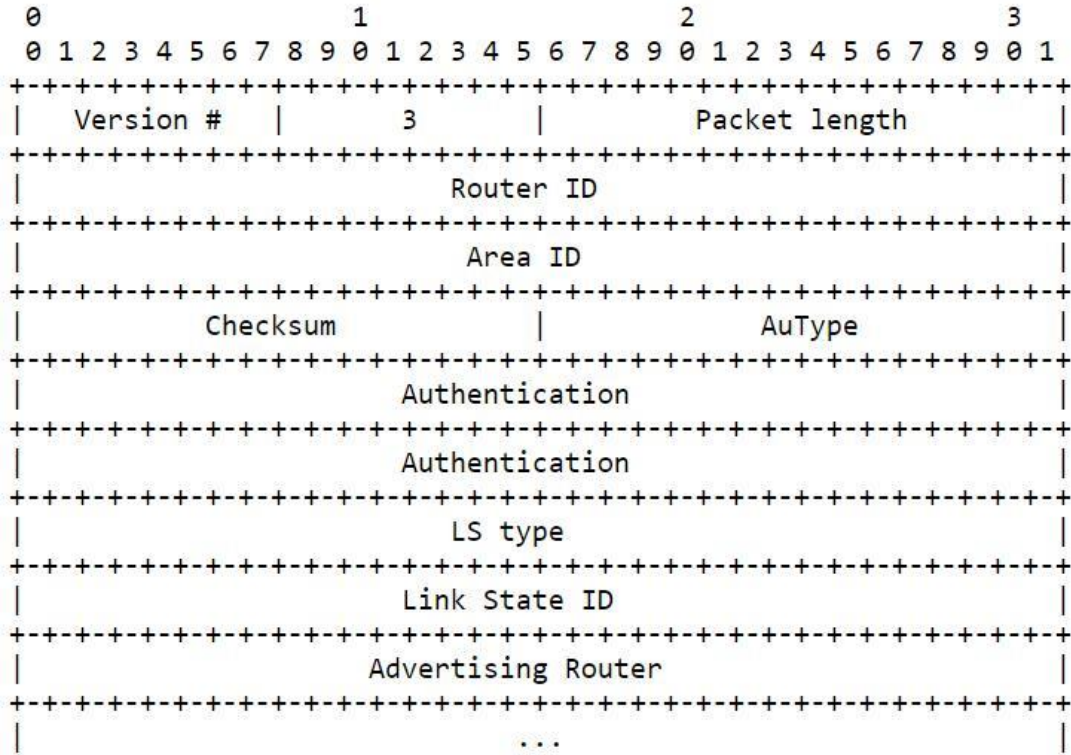 0                   1                   2                   3
0 1 2 3 4 5 6 7 8 9 0 1 2 3 4 5 6 7 8 9 0 1 2 3 4 5 6 7 8 9 0 1
+-+-+-+-+-+-+-+-+-+-+-+-+-+-+-+-+-+-+-+-+-+-+-+-+-+-+-+-+-+-+-+-+
|   Version #   |       3       |         Packet length         |
+-+-+-+-+-+-+-+-+-+-+-+-+-+-+-+-+-+-+-+-+-+-+-+-+-+-+-+-+-+-+-+-+
|                          Router ID                            |
+-+-+-+-+-+-+-+-+-+-+-+-+-+-+-+-+-+-+-+-+-+-+-+-+-+-+-+-+-+-+-+-+
|                           Area ID                             |
+-+-+-+-+-+-+-+-+-+-+-+-+-+-+-+-+-+-+-+-+-+-+-+-+-+-+-+-+-+-+-+-+
|           Checksum            |             AuType            |
+-+-+-+-+-+-+-+-+-+-+-+-+-+-+-+-+-+-+-+-+-+-+-+-+-+-+-+-+-+-+-+-+
|                       Authentication                          |
+-+-+-+-+-+-+-+-+-+-+-+-+-+-+-+-+-+-+-+-+-+-+-+-+-+-+-+-+-+-+-+-+
|                       Authentication                          |
+-+-+-+-+-+-+-+-+-+-+-+-+-+-+-+-+-+-+-+-+-+-+-+-+-+-+-+-+-+-+-+-+
|                          LS type                              |
+-+-+-+-+-+-+-+-+-+-+-+-+-+-+-+-+-+-+-+-+-+-+-+-+-+-+-+-+-+-+-+-+
|                       Link State ID                           |
+-+-+-+-+-+-+-+-+-+-+-+-+-+-+-+-+-+-+-+-+-+-+-+-+-+-+-+-+-+-+-+-+
|                     Advertising Router                        |
+-+-+-+-+-+-+-+-+-+-+-+-+-+-+-+-+-+-+-+-+-+-+-+-+-+-+-+-+-+-+-+-+
|                              ...                              |